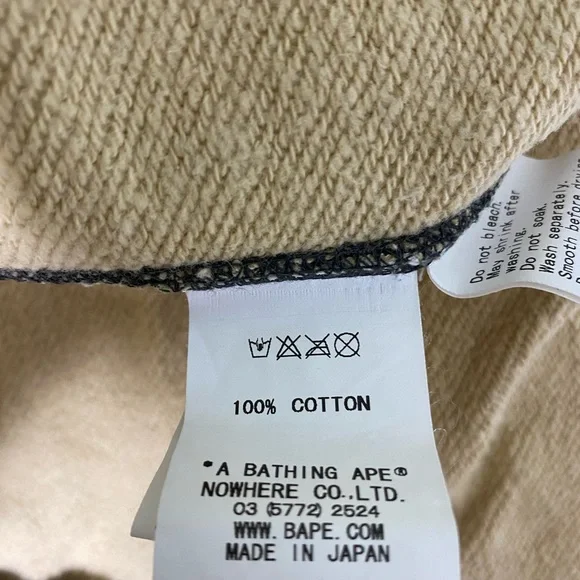 100% COTTON
*A BATHING APE®
NOWHERE CO.,LTD.
03 (5772) 2524
WWW. BAPE. COM
MADE IN JAPAN
Do not bleach.
May shrink after
washing.
Do not soak.
Wash separately.
Smooth before drying